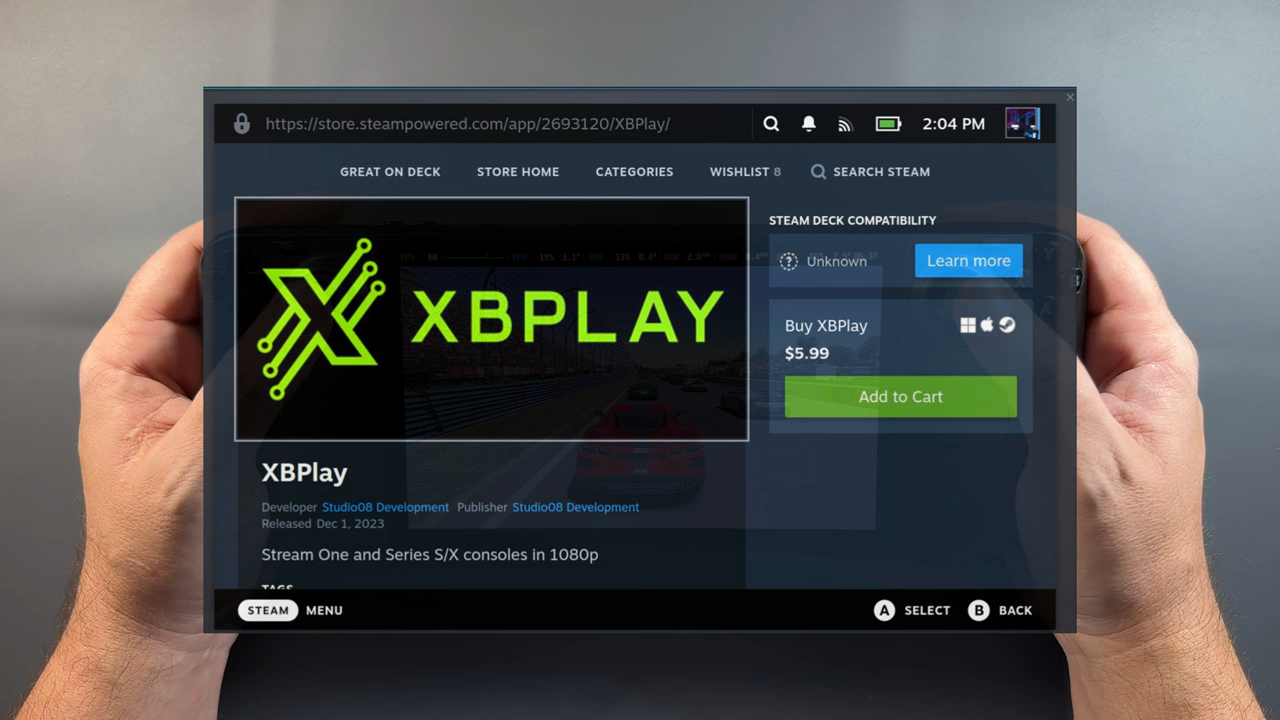 https://store.steampowered.com/app/2693120/XBPlay/
2:04 PM
GREAT ON DECK STORE HOME CATEGORIES WISHLIST 8 SEARCH STEAM
XBPLAY
STEAM DECK COMPATIBILITY
Unknown Learn more
Buy XBPlay
$5.99
Add to Cart
XBPlay
Developer Studio08 Development Publisher Studio08 Development
Released Dec 1, 2023
Stream One and Series S/X consoles in 1080p
TAGS
STEAM MENU A SELECT B BACK